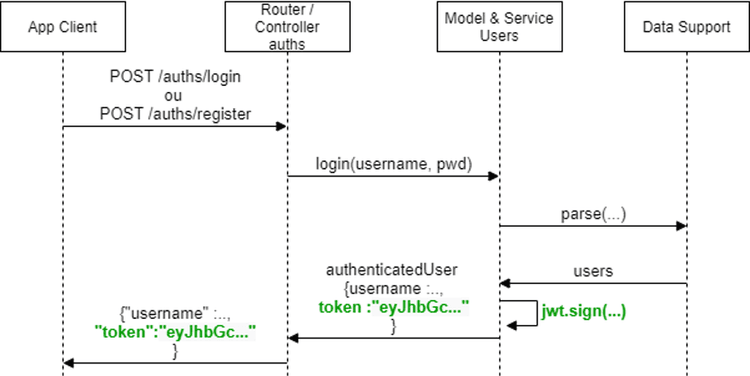 App Client
Router /
Controller
auths
Model & Service
Users
Data Support
POST /auths/login
ou
POST /auths/register
login(username, pwd)
parse(...)
users
jwt.sign(...)
authenticatedUser
{username :..,
token :"eyJhbGc..."
}
{"username" :..,
"token":"eyJhbGc..."
}